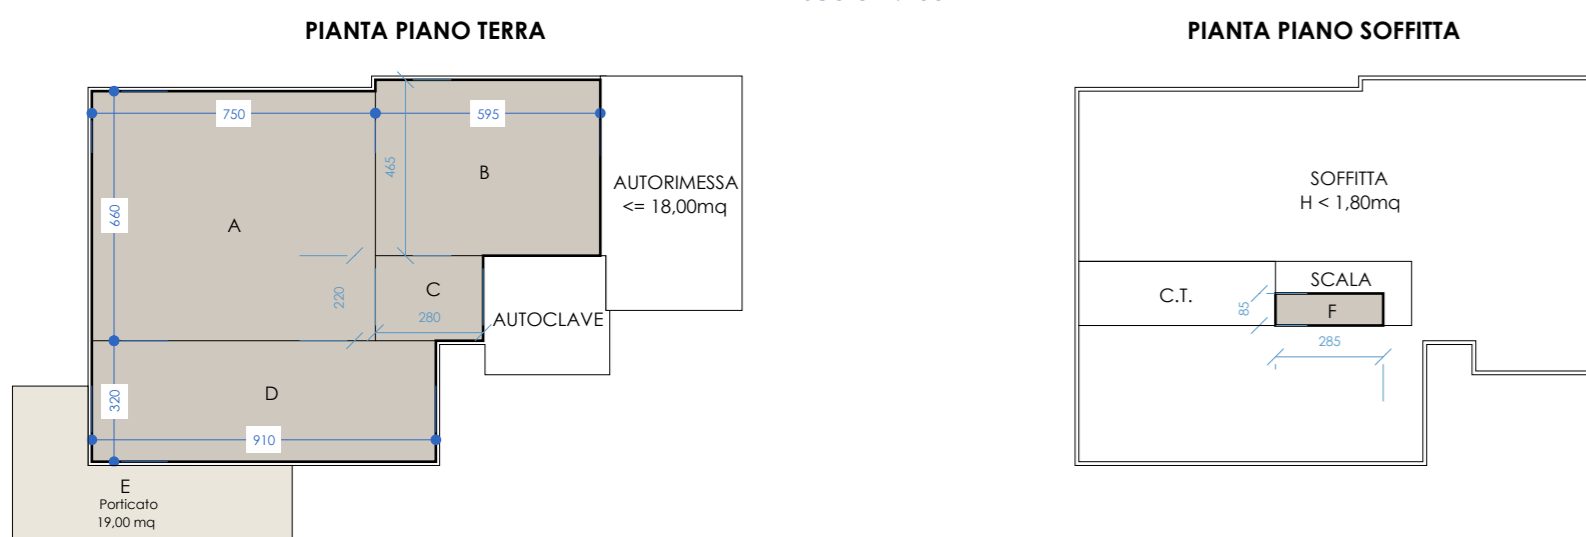 PIANTA PIANO TERRA
750
595
465
B
AUTORIMESSA
<= 18,00mq
660
A
220
C
280
AUTOCLAVE
320
D
910
E
Porticato
19,00 mq
PIANTA PIANO SOFFITTA
SOFFITTA
H < 1,80mq
C.T.
SCALA
85
F
285